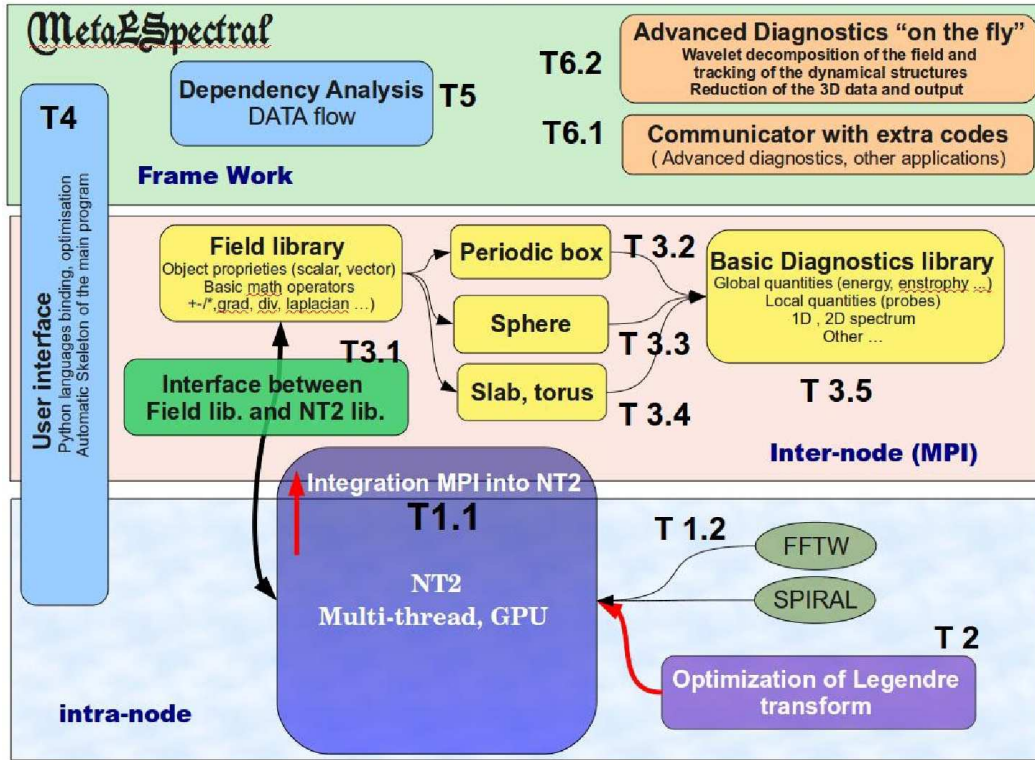 MetaESpectral
Advanced Diagnostics “on the fly”
Wavelet decomposition of the field and
tracking of the dynamical structures
Reduction of the 3D data and output
T6.2
Dependency Analysis
DATA flow
T5
T4
T6.1
Communicator with extra codes
( Advanced diagnostics, other applications)
Frame Work
User interface
Python languages binding, optimisation
Automatic Skeleton of the main program
Field library
Object proprieties (scalar, vector)
Basic math operators
+-/*,grad, div, laplacian ...)
Periodic box
T 3.2
Basic Diagnostics library
Global quantities (energy, enstrophy ...)
Local quantities (probes)
1D , 2D spectrum
Other ...
Sphere
T 3.3
T3.1
Interface between
Field lib. and NT2 lib.
Slab, torus
T 3.4
T 3.5
Inter-node (MPI)
Integration MPI into NT2
T1.1
NT2
Multi-thread, GPU
T 1.2
FFTW
SPIRAL
T 2
Optimization of Legendre
transform
intra-node